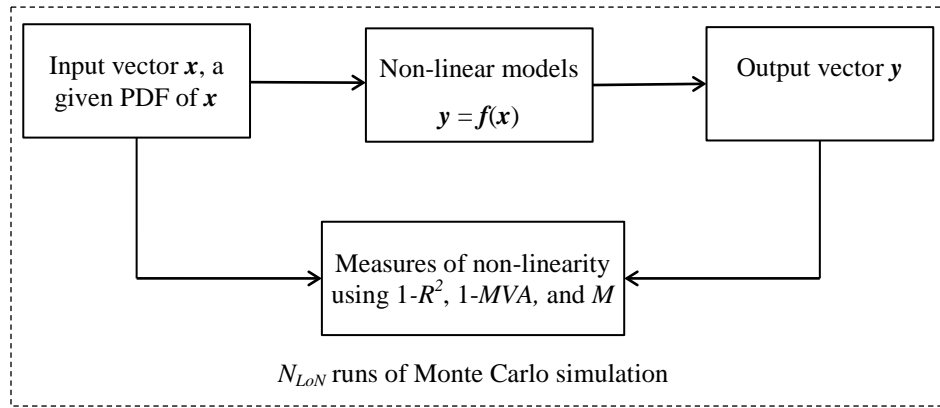 Input vector x, a
given PDF of x
Non-linear models
y = f(x)
Output vector y
Measures of non-linearity
using 1-R², 1-MVA, and M
N_LoN runs of Monte Carlo simulation